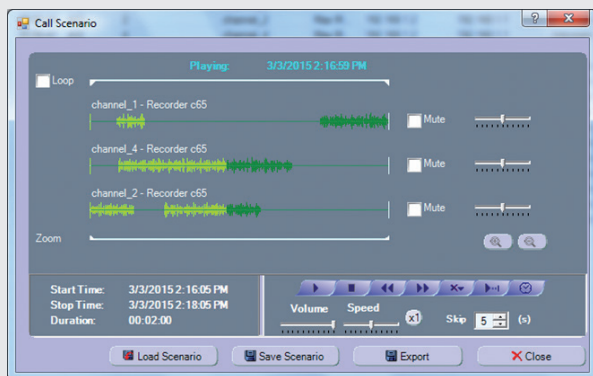 Call Scenario
Playing: 3/3/2015 2:16:59 PM
Loop
channel_1 - Recorder c65
Mute
channel_4 - Recorder c65
Mute
channel_2 - Recorder c65
Mute
Zoom
Start Time: 3/3/2015 2:16:05 PM
Stop Time: 3/3/2015 2:18:05 PM
Duration: 00:02:00
Volume Speed x1 Skip 5 (s)
Load Scenario Save Scenario Export Close